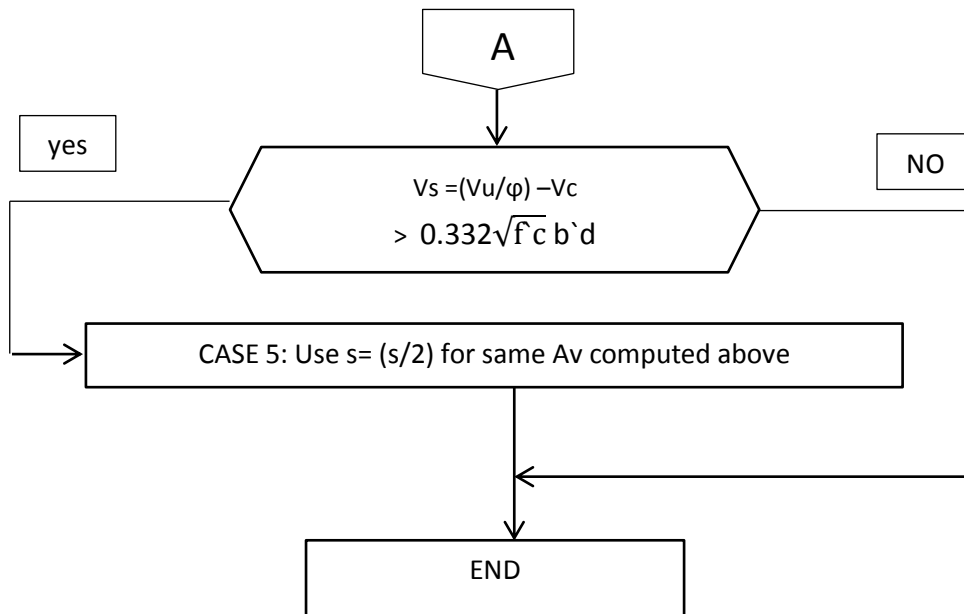 A
yes
NO
Vs =(Vu/φ) –Vc
> 0.332√f`c b`d
CASE 5: Use s= (s/2) for same Av computed above
END